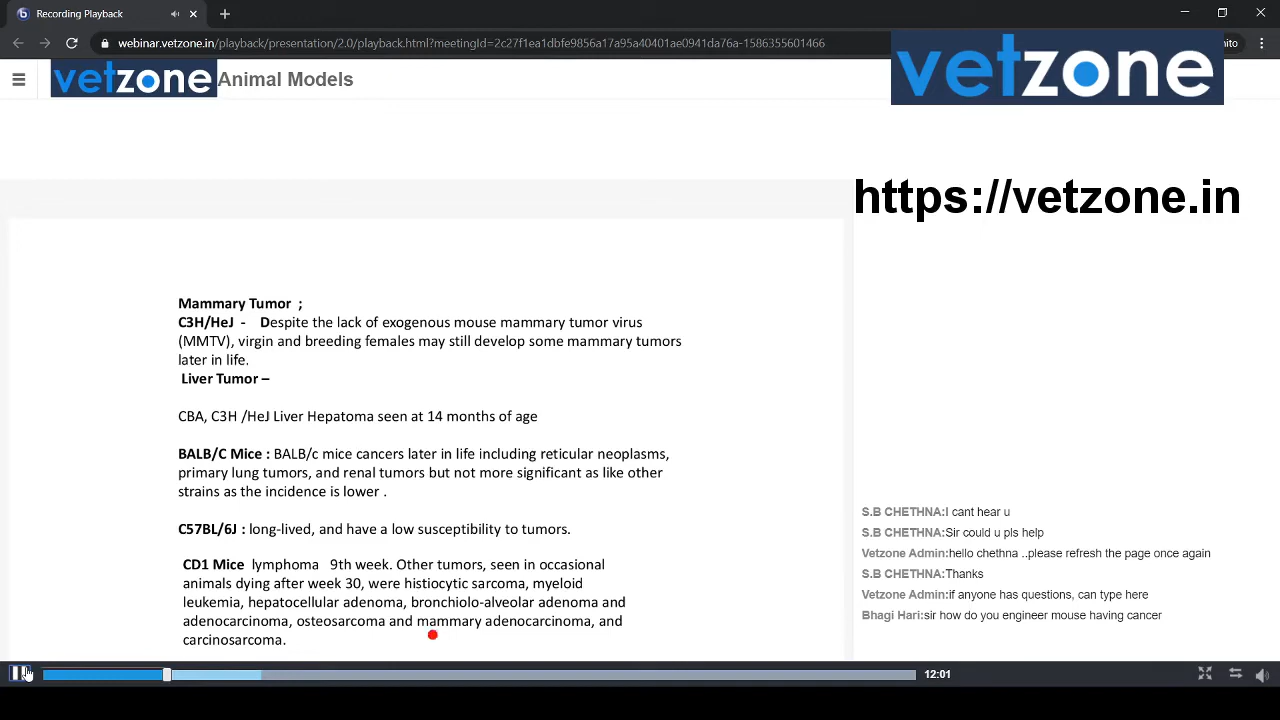 Recording Playback
webinar.vetzone.in/playback/presentation/2.0/playback.html?meetingId=2c27f1ea1dbfe9856a17a95a40401ae0941da76a-1586355601466
nito
vetzone Animal Models
vetzone
https://vetzone.in
Mammary Tumor ;
C3H/HeJ - Despite the lack of exogenous mouse mammary tumor virus
(MMTV), virgin and breeding females may still develop some mammary tumors
later in life.
Liver Tumor –
CBA, C3H /HeJ Liver Hepatoma seen at 14 months of age
BALB/C Mice : BALB/c mice cancers later in life including reticular neoplasms,
primary lung tumors, and renal tumors but not more significant as like other
strains as the incidence is lower .
C57BL/6J : long-lived, and have a low susceptibility to tumors.
CD1 Mice lymphoma 9th week. Other tumors, seen in occasional
animals dying after week 30, were histiocytic sarcoma, myeloid
leukemia, hepatocellular adenoma, bronchiolo-alveolar adenoma and
adenocarcinoma, osteosarcoma and mammary adenocarcinoma, and
carcinosarcoma.
S.B CHETHNA:I cant hear u
S.B CHETHNA:Sir could u pls help
Vetzone Admin:hello chethna ..please refresh the page once again
S.B CHETHNA:Thanks
Vetzone Admin:if anyone has questions, can type here
Bhagi Hari:sir how do you engineer mouse having cancer
12:01